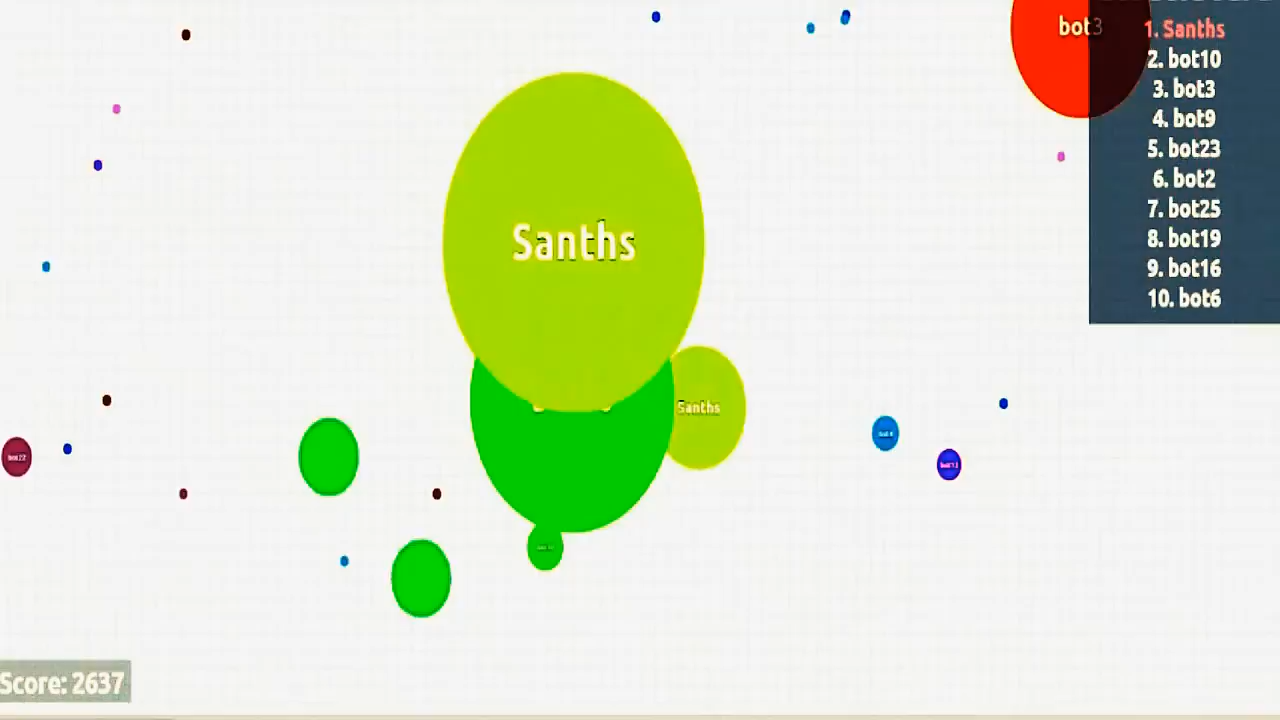 bot3
1. Sanths
2. bot10
3. bot3
4. bot9
5. bot23
6. bot2
7. bot25
8. bot19
9. bot16
10. bot6
Sanths
Sanths
bot22
Score: 2637